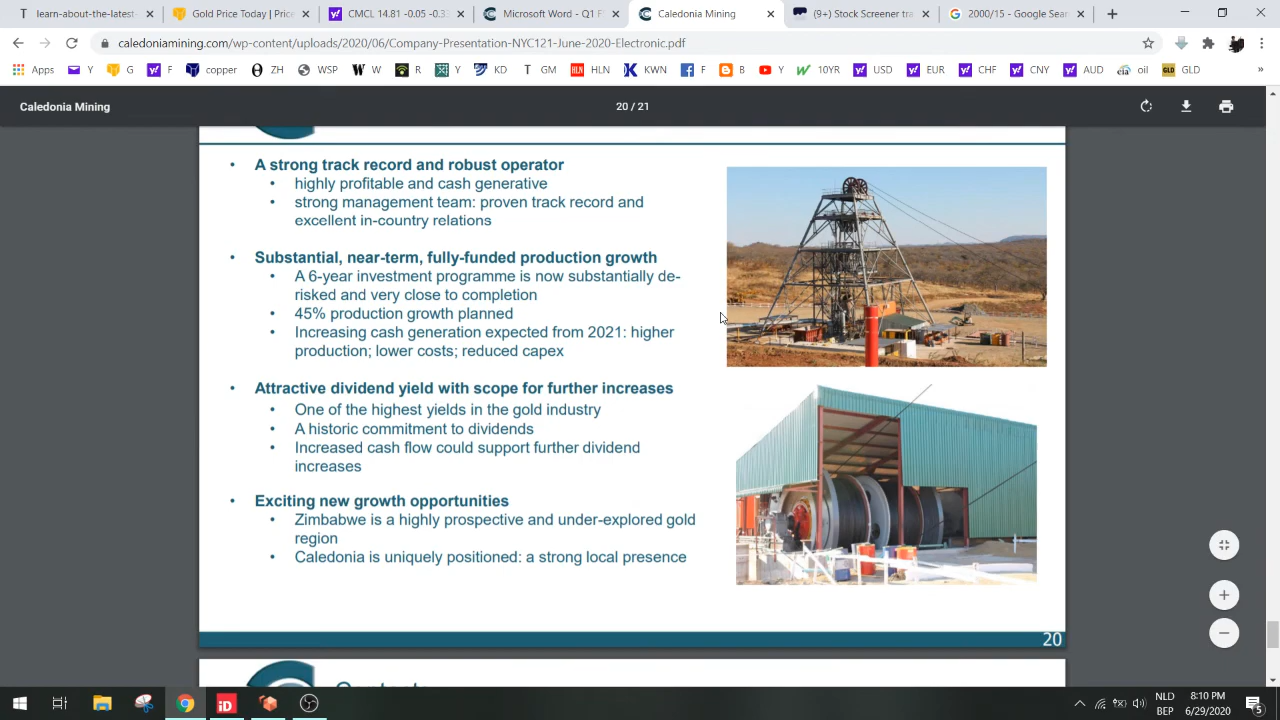 learn-about-the-latest-
Gold Price Today | Price
CMCL 14.81 -0.05 -0.3
Microsoft Word - Q1 F
Caledonia Mining
(9+) Stock Screener tra
2000/15 - Google Sear
caledoniamining.com/wp-content/uploads/2020/06/Company-Presentation-NYC121-June-2020-Electronic.pdf
Apps Y G F copper ZH WSP W R Y KD GM HLN KWN F B Y 10YR USD EUR CHF CNY AUD oil GLD »
Caledonia Mining
20 / 21
• A strong track record and robust operator
• highly profitable and cash generative
• strong management team: proven track record and
excellent in-country relations
• Substantial, near-term, fully-funded production growth
• A 6-year investment programme is now substantially de-
risked and very close to completion
• 45% production growth planned
• Increasing cash generation expected from 2021: higher
production; lower costs; reduced capex
• Attractive dividend yield with scope for further increases
• One of the highest yields in the gold industry
• A historic commitment to dividends
• Increased cash flow could support further dividend
increases
• Exciting new growth opportunities
• Zimbabwe is a highly prospective and under-explored gold
region
• Caledonia is uniquely positioned: a strong local presence
20
NLD 8:10 PM
BEP 6/29/2020
5